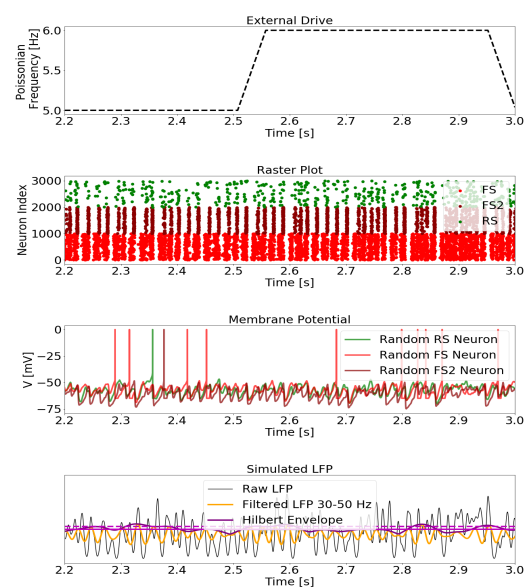 External Drive
Poissonian
Frequency [Hz]
6.0
5.5
5.0
2.2 2.3 2.4 2.5 2.6 2.7 2.8 2.9 3.0
Time [s]
Raster Plot
Neuron Index
3000
2000
1000
0
FS
FS2
RS
2.2 2.3 2.4 2.5 2.6 2.7 2.8 2.9 3.0
Time [s]
Membrane Potential
V [mV]
0
−25
−50
−75
Random RS Neuron
Random FS Neuron
Random FS2 Neuron
2.2 2.3 2.4 2.5 2.6 2.7 2.8 2.9 3.0
Time [s]
Simulated LFP
Raw LFP
Filtered LFP 30-50 Hz
Hilbert Envelope
2.2 2.3 2.4 2.5 2.6 2.7 2.8 2.9 3.0
Time [s]